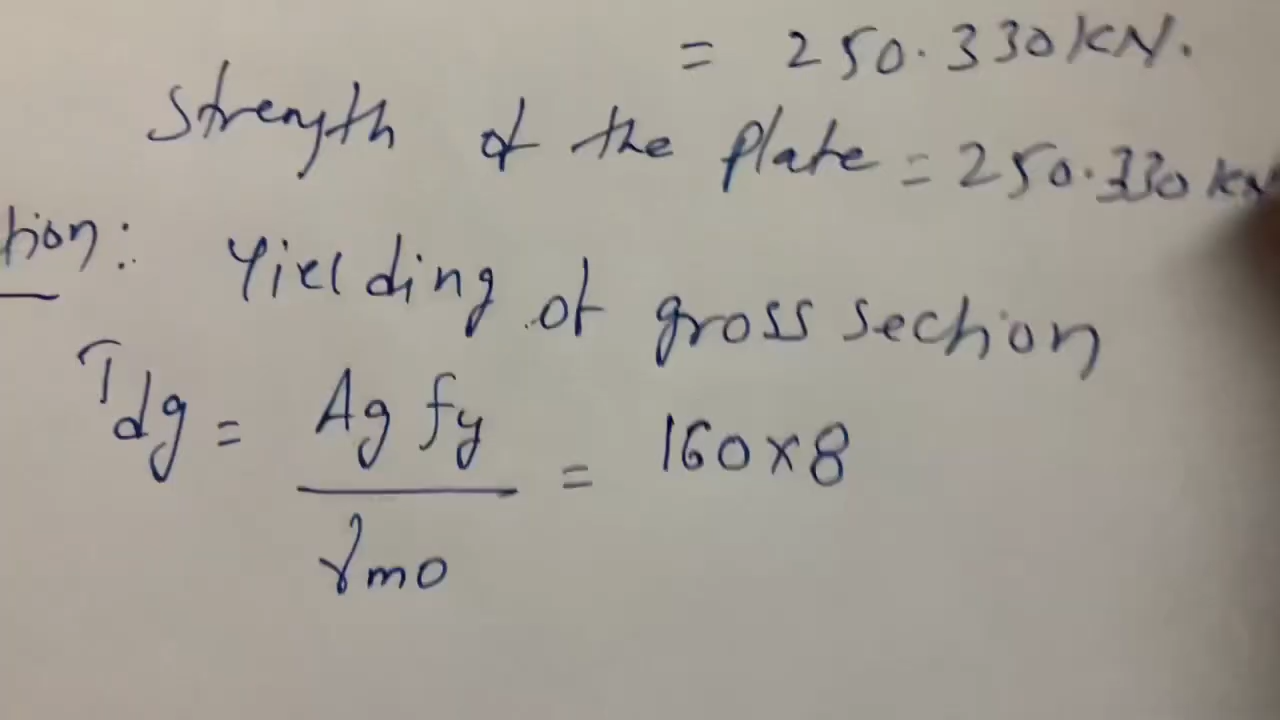 = 250.330 KN.
Strength of the plate = 250.330 KN
tion: Yielding of gross section
Tdg = Ag fy / γmo = 160 × 8